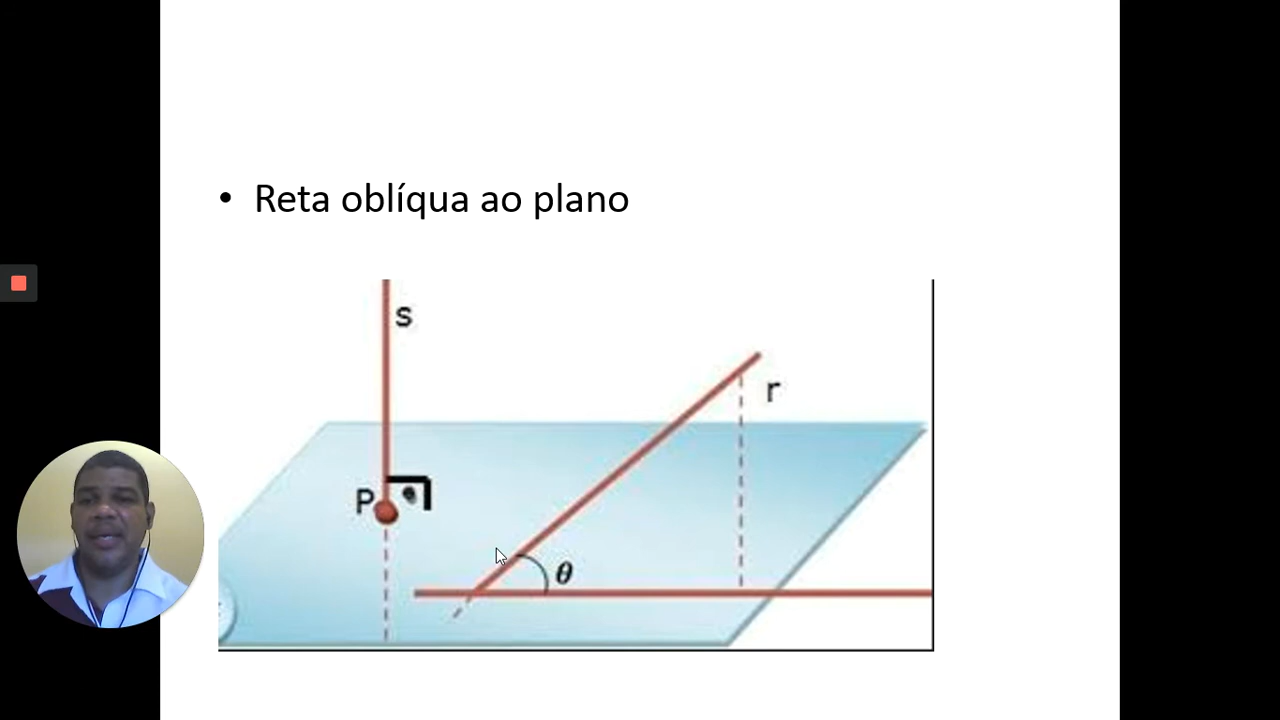 • Reta oblíqua ao plano
s
r
P
θ